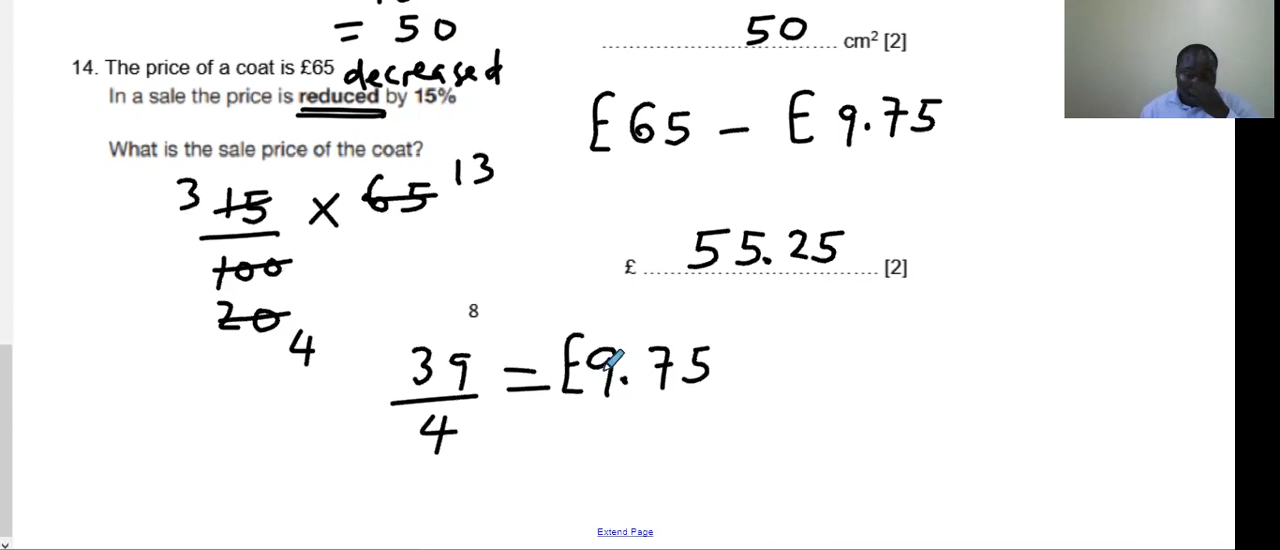 = 50
50 cm² [2]
14. The price of a coat is £65
decreased
In a sale the price is reduced by 15%
£65 - £9.75
What is the sale price of the coat?
3 15 × 65 13
100
20 4
£ 55.25 [2]
8
39 = £9.75
4
Extend Page